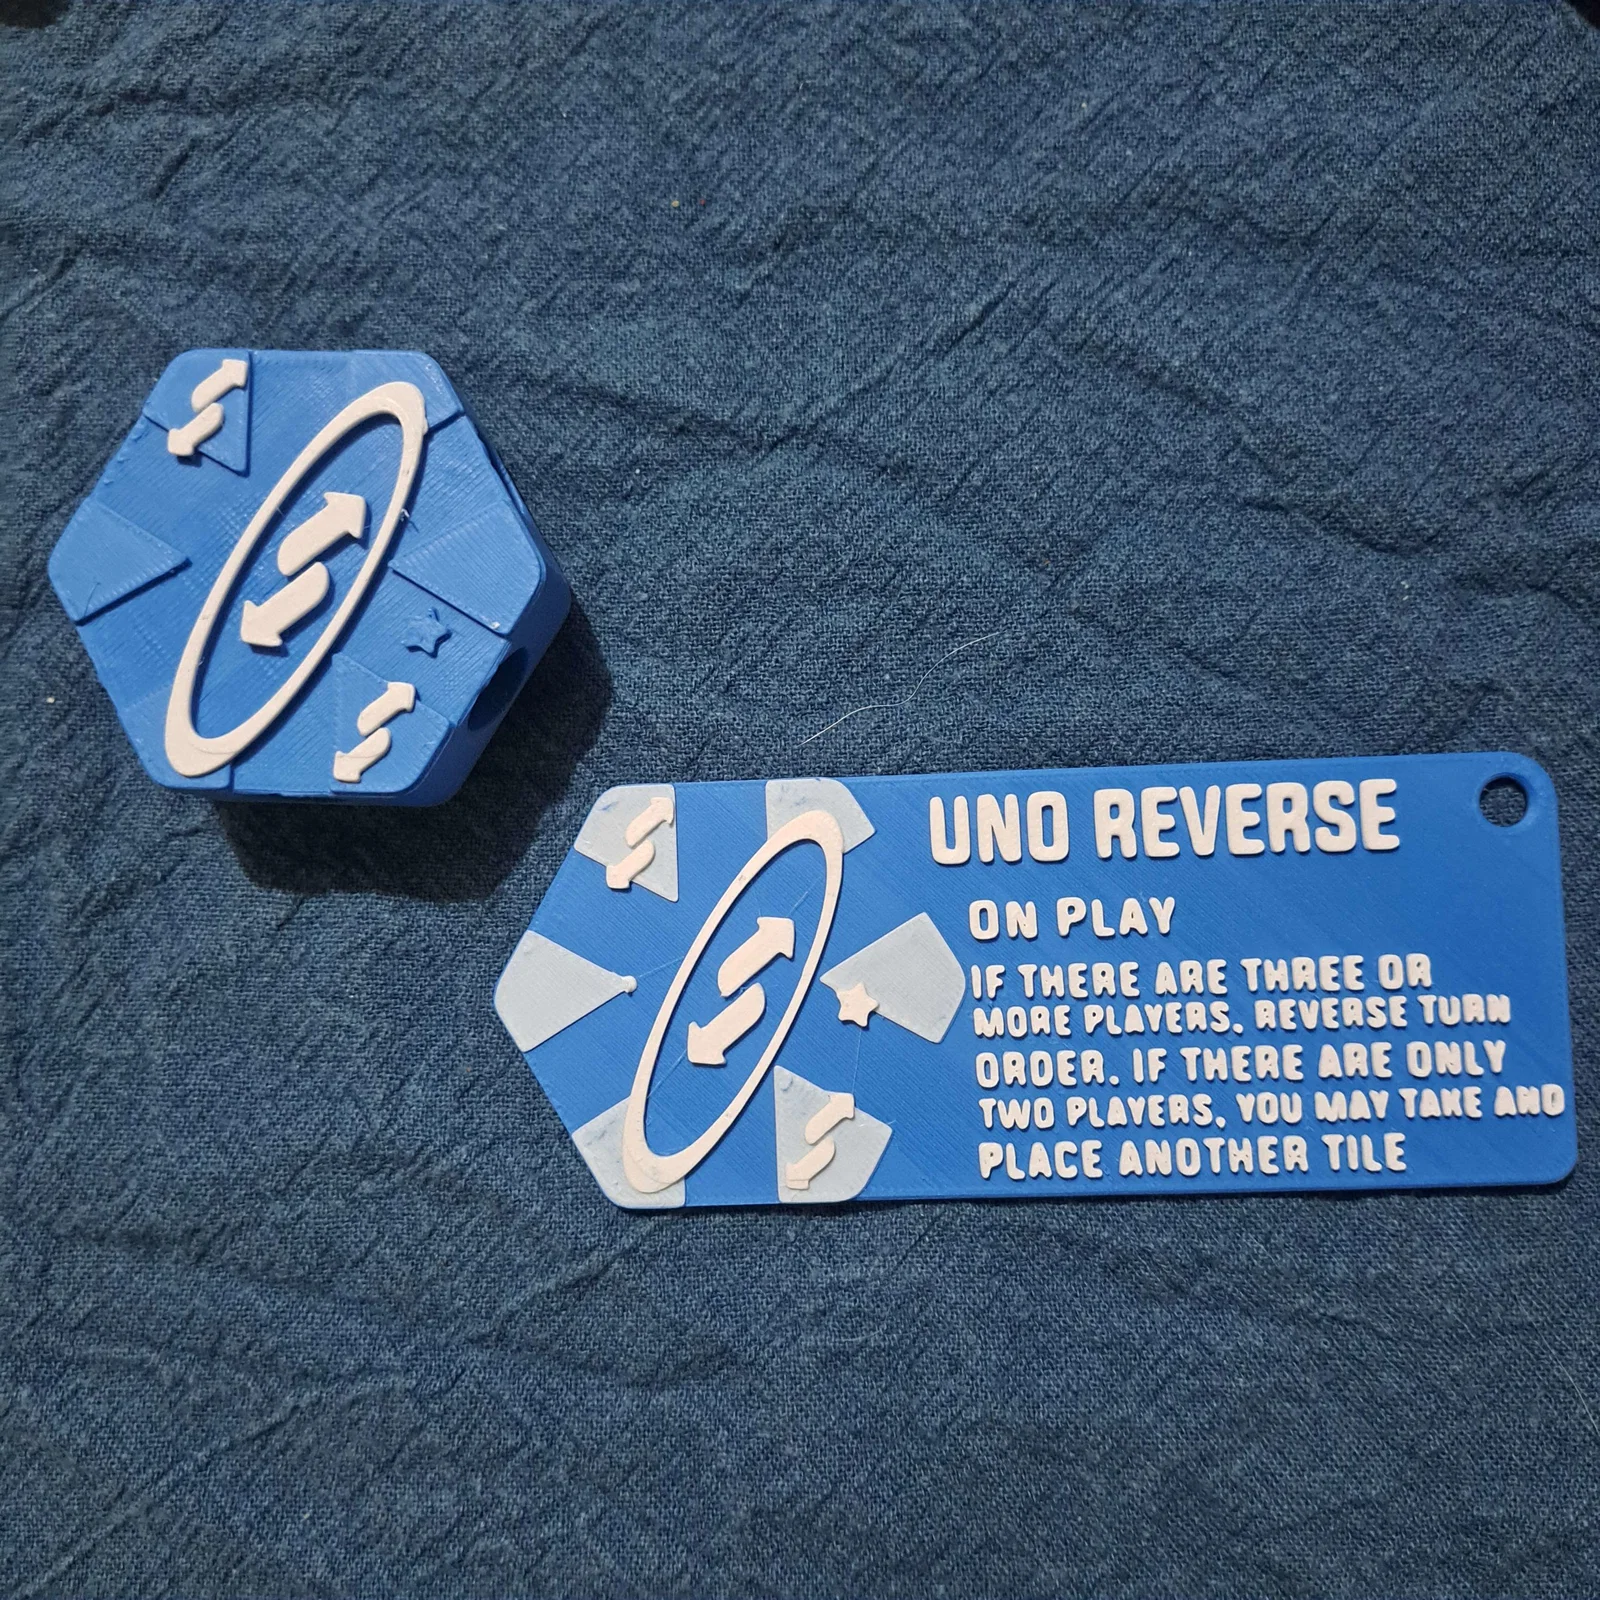 UNO REVERSE
ON PLAY
IF THERE ARE THREE OR
MORE PLAYERS, REVERSE TURN
ORDER. IF THERE ARE ONLY
TWO PLAYERS, YOU MAY TAKE AND
PLACE ANOTHER TILE